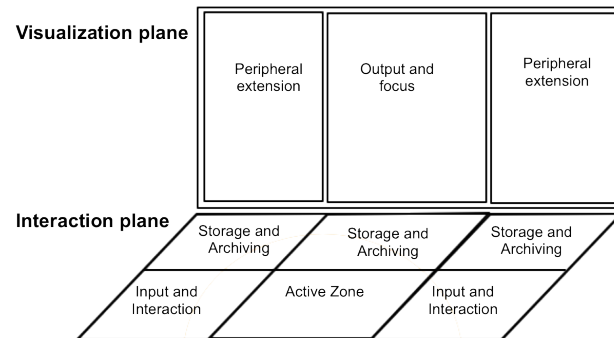 Visualization plane
Peripheral
extension
Output and
focus
Peripheral
extension
Interaction plane
Storage and
Archiving
Storage and
Archiving
Storage and
Archiving
Input and
Interaction
Active Zone
Input and
Interaction